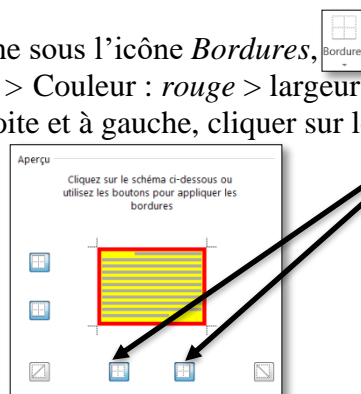 ne sous l’icône Bordures,
Bordure
> Couleur : rouge > largeur
oite et à gauche, cliquer sur l
Aperçu
Cliquez sur le schéma ci-dessous ou
utilisez les boutons pour appliquer les
bordures